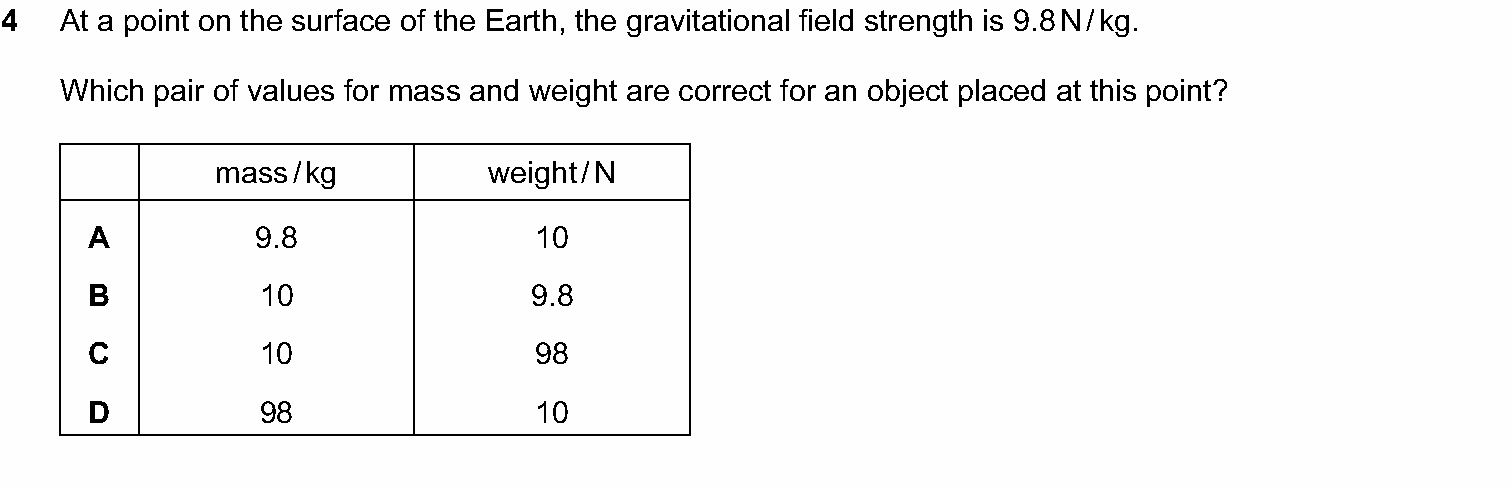 4 At a point on the surface of the Earth, the gravitational field strength is 9.8 N / kg.
Which pair of values for mass and weight are correct for an object placed at this point?
mass / kg weight / N
A 9.8 10
B 10 9.8
C 10 98
D 98 10